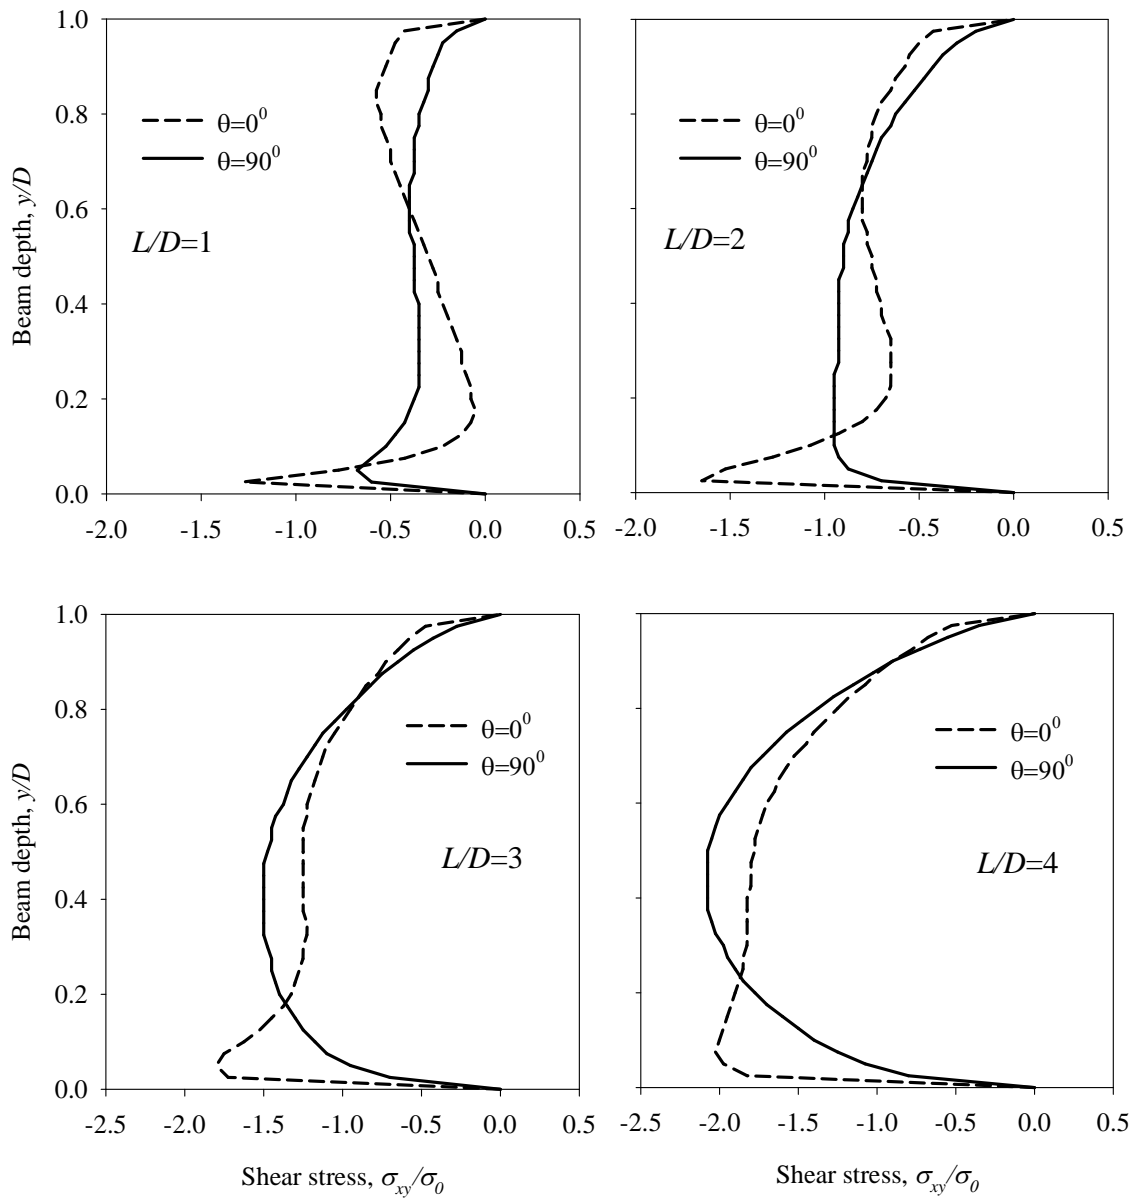 1.0
0.8
0.6
0.4
0.2
0.0
Beam depth, y/D
θ=0⁰
θ=90⁰
L/D=1
-2.0 -1.5 -1.0 -0.5 0.0 0.5
θ=0⁰
θ=90⁰
L/D=2
-2.0 -1.5 -1.0 -0.5 0.0 0.5
1.0
0.8
0.6
0.4
0.2
0.0
Beam depth, y/D
θ=0⁰
θ=90⁰
L/D=3
-2.5 -2.0 -1.5 -1.0 -0.5 0.0 0.5
Shear stress, σxy/σ0
θ=0⁰
θ=90⁰
L/D=4
-2.5 -2.0 -1.5 -1.0 -0.5 0.0 0.5
Shear stress, σxy/σ0